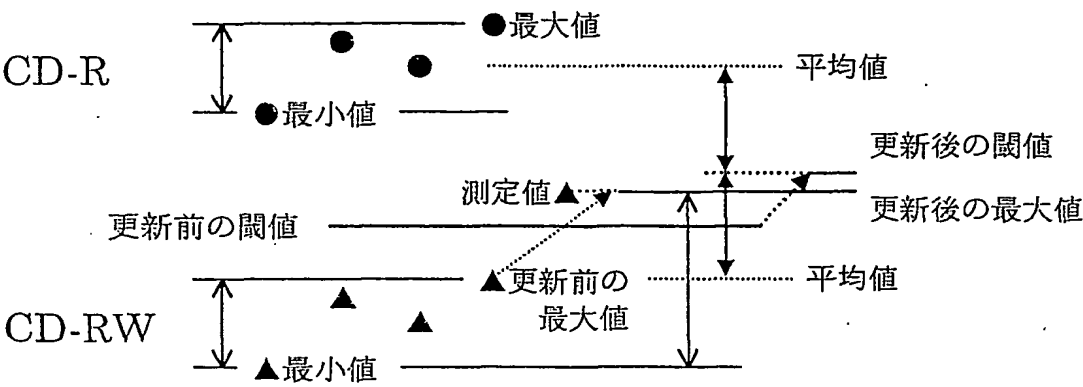 最大値
CD-R
平均値
最小値
更新後の閾値
測定値
更新後の最大値
更新前の閾値
更新前の
最大値
平均値
CD-RW
最小値